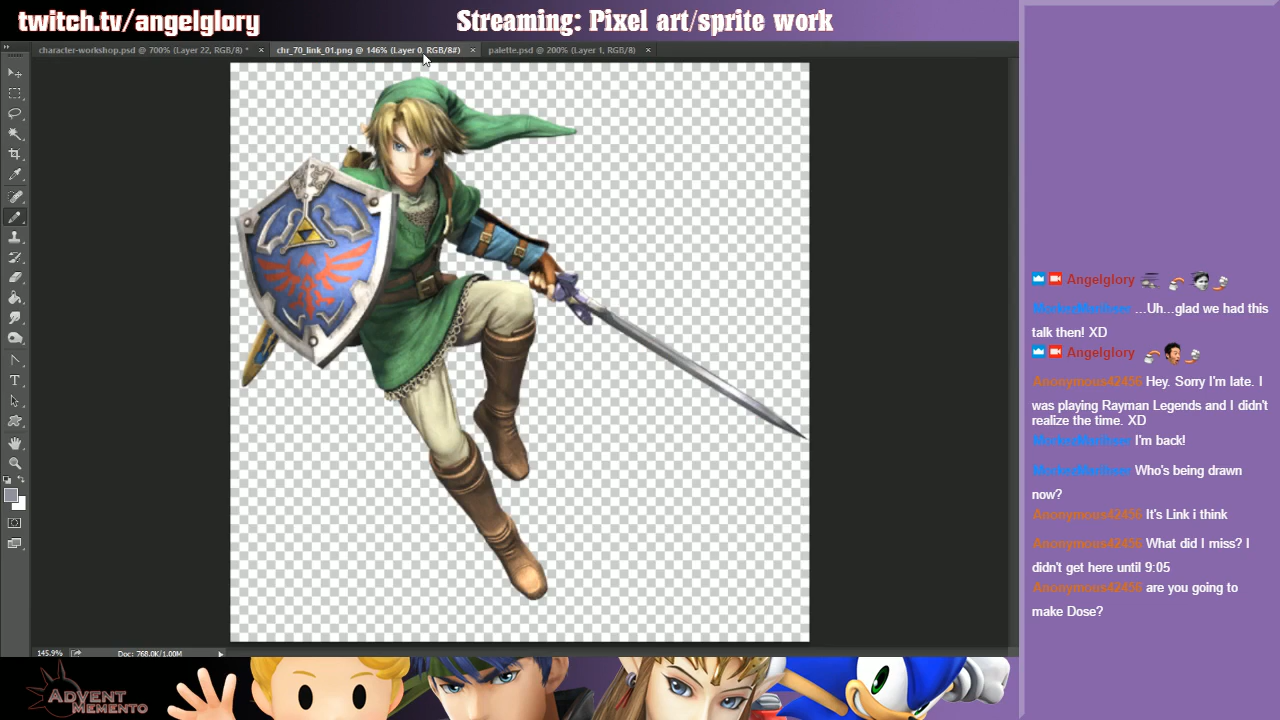 twitch.tv/angelglory
Streaming: Pixel art/sprite work
character-workshop.psd @ 700% (Layer 22, RGB/8) *
chr_70_link_01.png @ 146% (Layer 0, RGB/8#)
palette.psd @ 200% (Layer 1, RGB/8)
Angelglory
...Uh...glad we had this
talk then! XD
Angelglory
Anonymous42456 Hey. Sorry I'm late. I
was playing Rayman Legends and I didn't
realize the time. XD
I'm back!
Who's being drawn
now?
Anonymous42456 It's Link i think
Anonymous42456 What did I miss? I
didn't get here until 9:05
Anonymous42456 are you going to
make Dose?
145.9%
Doc: 768.0K/1.00M
ADVENT
MEMENTO